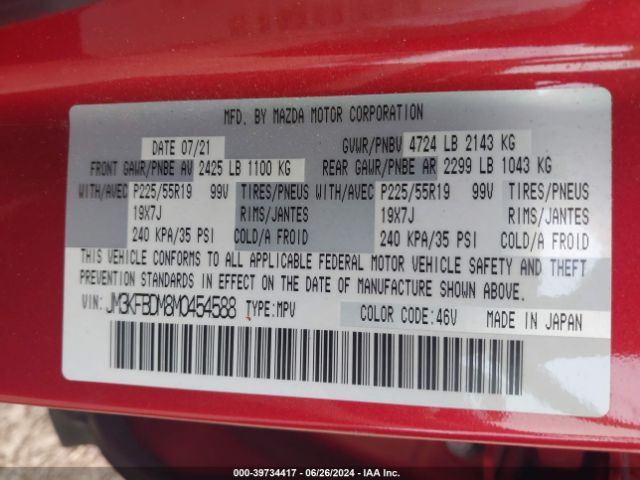 MFD. BY MAZDA MOTOR CORPORATION
DATE 07/21 GVWR/PNBV 4724 LB 2143 KG
FRONT GAWR/PNBE AV 2425 LB 1100 KG REAR GAWR/PNBE AR 2299 LB 1043 KG
WITH/AVEC P225/55R19 99V TIRES/PNEUS WITH/AVEC P225/55R19 99V TIRES/PNEUS
19X7J RIMS/JANTES 19X7J RIMS/JANTES
240 KPA/35 PSI COLD/A FROID 240 KPA/35 PSI COLD/A FROID
THIS VEHICLE CONFORMS TO ALL APPLICABLE FEDERAL MOTOR VEHICLE SAFETY AND THEFT
PREVENTION STANDARDS IN EFFECT ON THE DATE OF MANUFACTURE SHOWN ABOVE.
VIN: JM3KFBDM8M0454588 TYPE:MPV COLOR CODE:46V MADE IN JAPAN
000-39734417 - 06/26/2024 - IAA Inc.